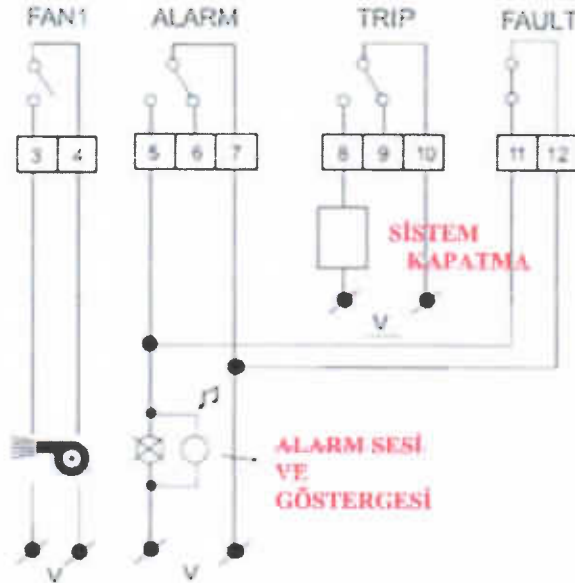 FAN1 ALARM TRIP FAULT
3 4 5 6 7 8 9 10 11 12
SİSTEM
KAPATMA
V
ALARM SESİ
VE
GÖSTERGESİ
V V